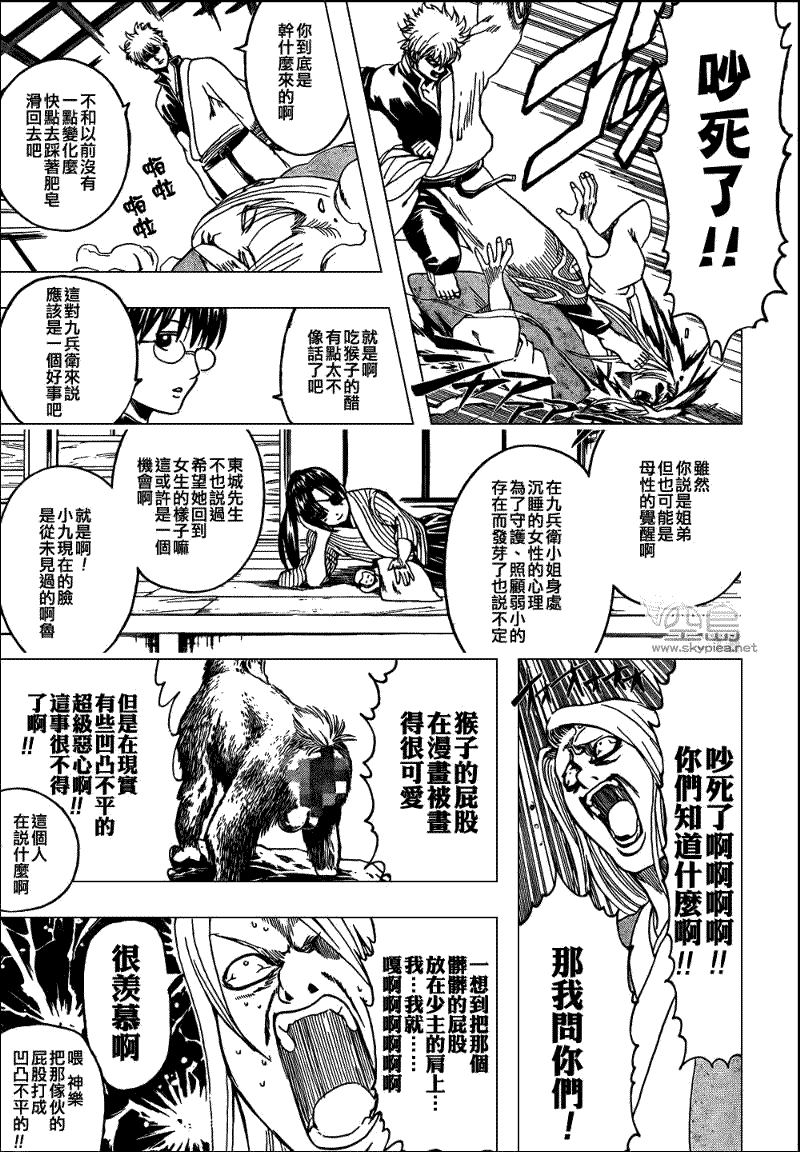 吵死了!!
你到底是
幹什麼來的啊
不和以前沒有
一點變化麼
快點去踩著肥皂
滑回去吧
啪啦
啪啦
就是啊
吃猴子的醋
有點太不
像話了吧
這對九兵衛來說
應該是一個好事吧
雖然
你說是姐弟
但也可能是
母性的覺醒啊
在九兵衛小姐身處
沉睡的女性的心理
為了守護、照顧弱小的
存在而發芽了也説不定
東城先生
不也說過
希望她回到
女生的樣子嘛
這或許是一個
機會啊
就是啊!
小九現在的臉
是從未見過的啊魯
www.skypiea.net
吵死了啊啊啊啊!!
你們知道什麼啊!!
那我問你們!
猴子的屁股
在漫畫被畫
得很可愛
但是在現實
有些凹凸不平的
超級惡心啊!!
這事很不得
了啊!!
這個人
在説什麼啊
一想到把那個
髒髒的屁股
放在少主的肩上…
我…我就……
嘎啊啊啊啊啊啊
很羨慕啊
喂 神樂
把那傢伙的
屁股打成
凹凸不平的!!